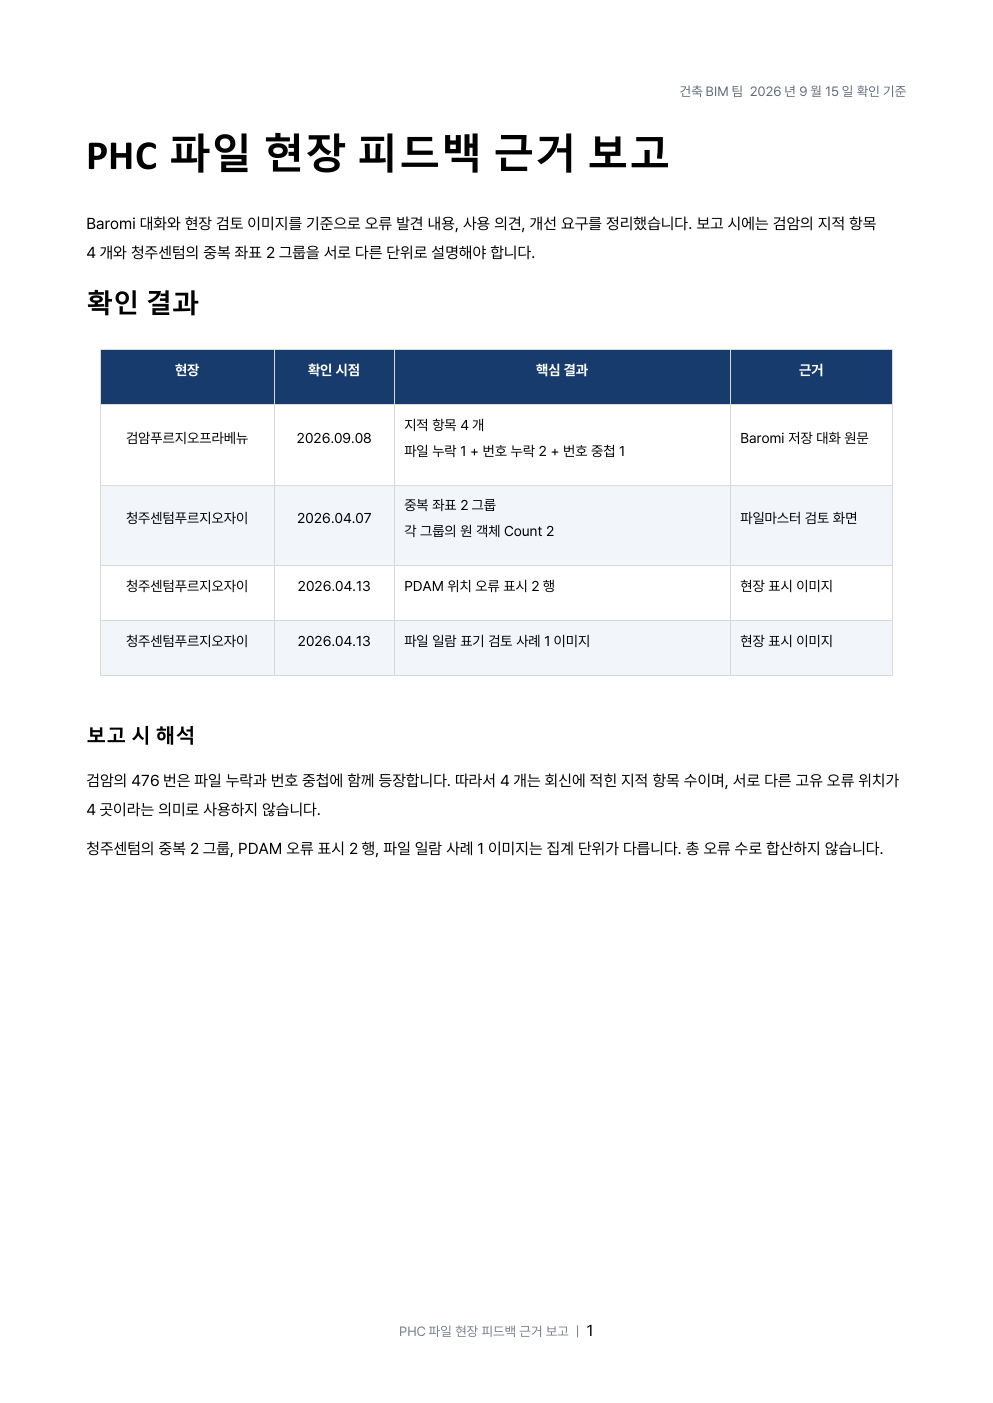 건축 BIM 팀 2026 년 9 월 15 일 확인 기준
PHC 파일 현장 피드백 근거 보고
Baromi 대화와 현장 검토 이미지를 기준으로 오류 발견 내용, 사용 의견, 개선 요구를 정리했습니다. 보고 시에는 검암의 지적 항목
4 개와 청주센텀의 중복 좌표 2 그룹을 서로 다른 단위로 설명해야 합니다.
확인 결과
현장 확인 시점 핵심 결과 근거
검암푸르지오프라베뉴 2026.09.08 지적 항목 4 개
파일 누락 1 + 번호 누락 2 + 번호 중첩 1 Baromi 저장 대화 원문
청주센텀푸르지오자이 2026.04.07 중복 좌표 2 그룹
각 그룹의 원 객체 Count 2 파일마스터 검토 화면
청주센텀푸르지오자이 2026.04.13 PDAM 위치 오류 표시 2 행 현장 표시 이미지
청주센텀푸르지오자이 2026.04.13 파일 일람 표기 검토 사례 1 이미지 현장 표시 이미지
보고 시 해석
검암의 476 번은 파일 누락과 번호 중첩에 함께 등장합니다. 따라서 4 개는 회신에 적힌 지적 항목 수이며, 서로 다른 고유 오류 위치가
4 곳이라는 의미로 사용하지 않습니다.
청주센텀의 중복 2 그룹, PDAM 오류 표시 2 행, 파일 일람 사례 1 이미지는 집계 단위가 다릅니다. 총 오류 수로 합산하지 않습니다.
PHC 파일 현장 피드백 근거 보고 | 1